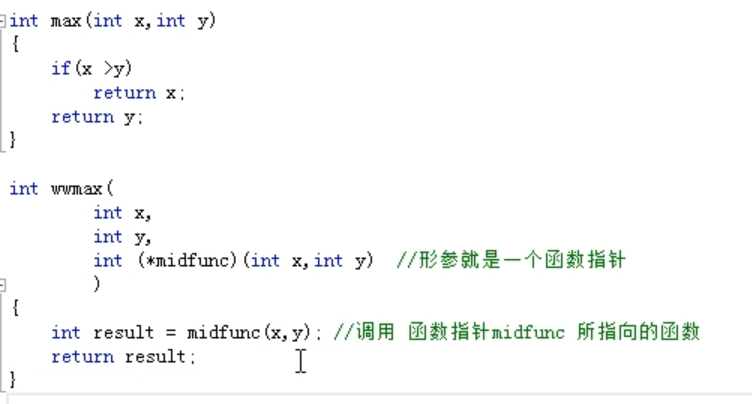 int max(int x,int y)
{
    if(x >y)
        return x;
    return y;
}
int wwmax(
        int x,
        int y,
        int (*midfunc)(int x,int y)  //形参就是一个函数指针
        )
{
    int result = midfunc(x,y); //调用 函数指针midfunc 所指向的函数
    return result;
}